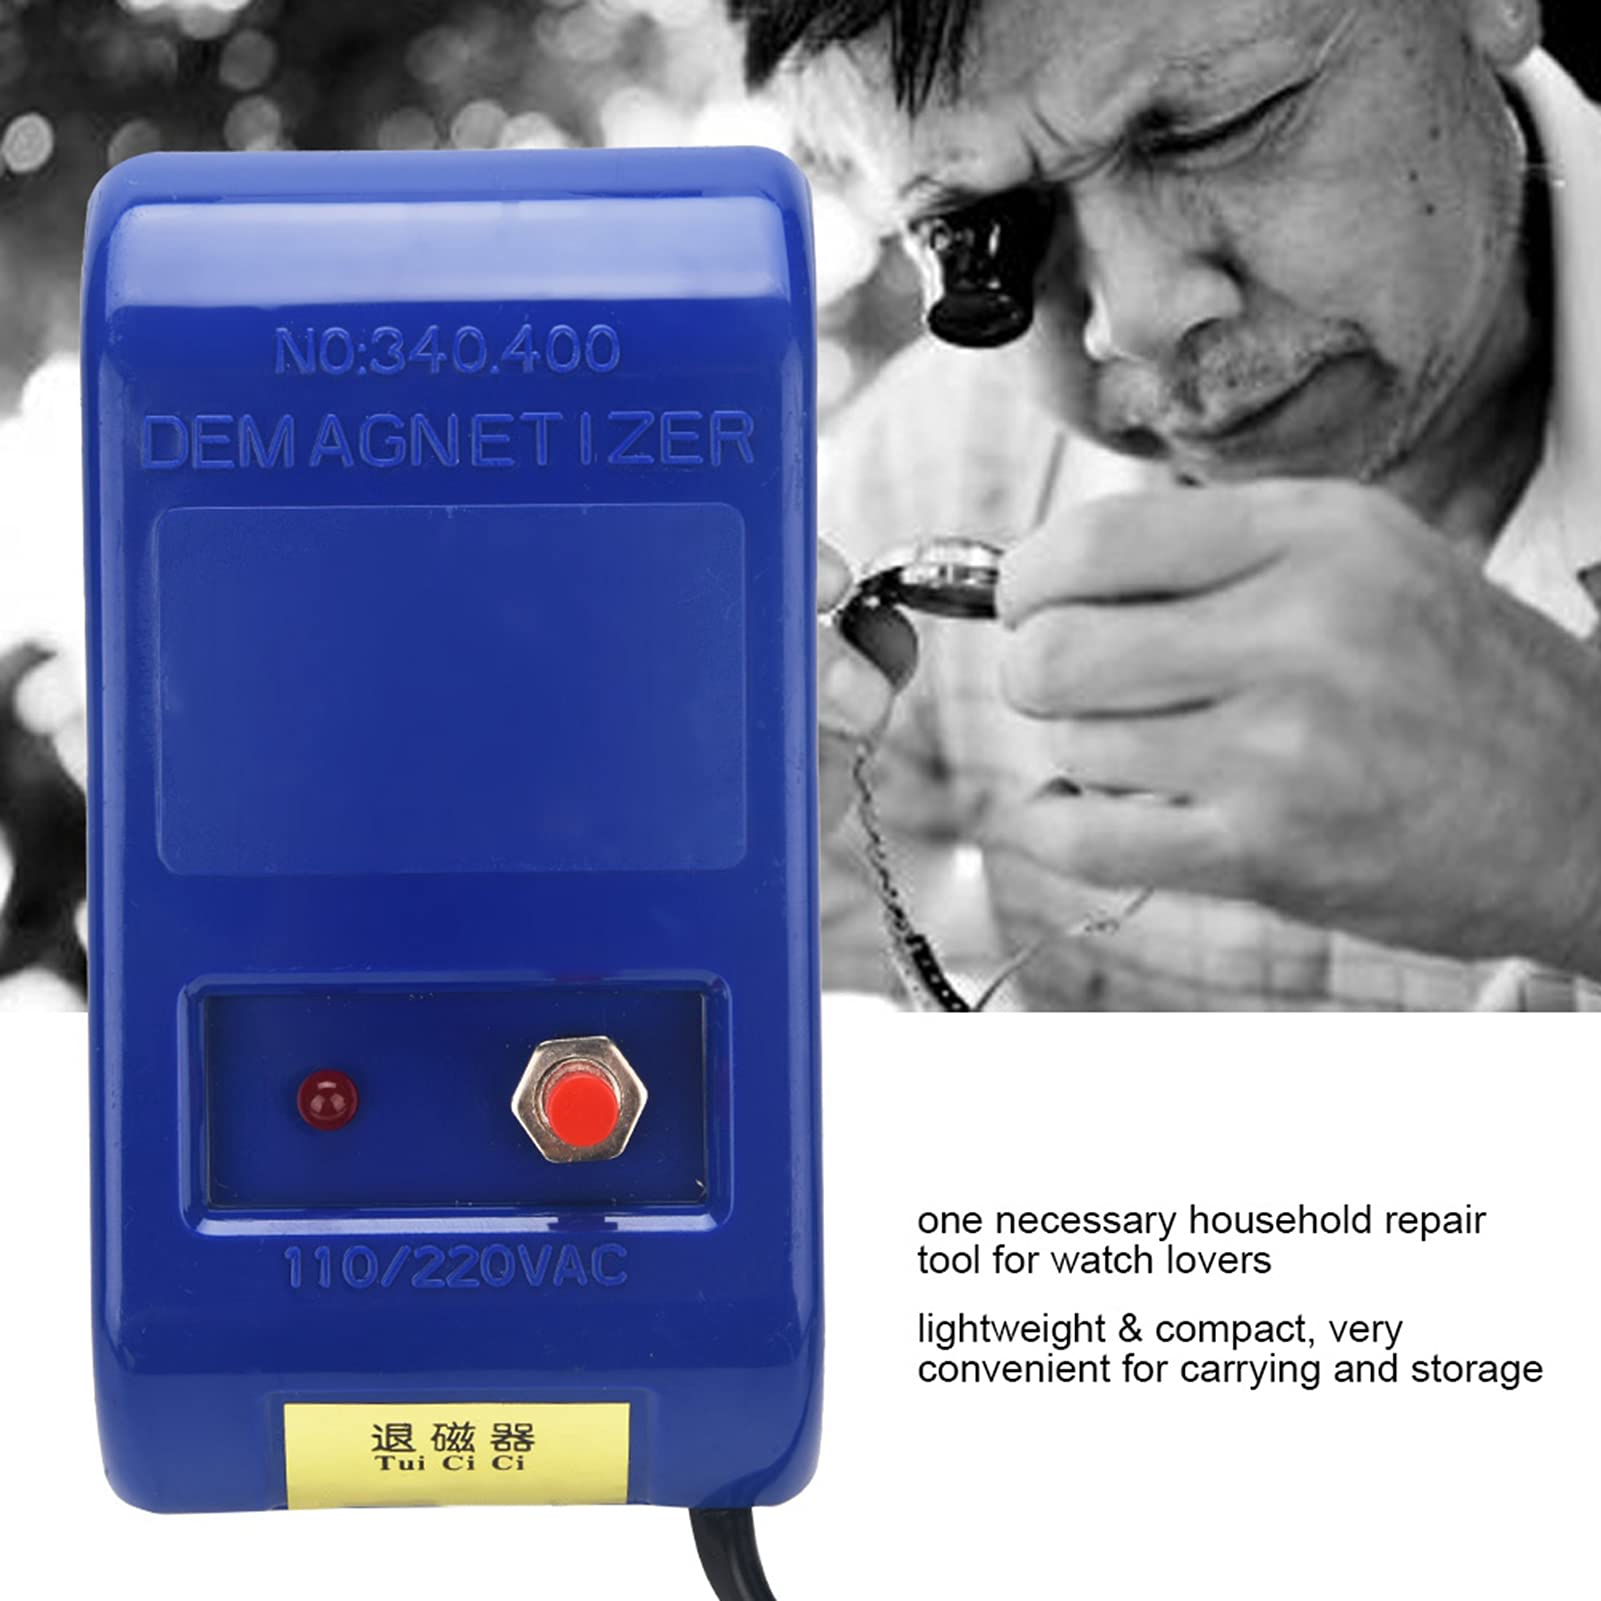 NO:340.400
DEMAGNETIZER
110/220VAC
退磁器
Tui Ci Ci
one necessary household repair
tool for watch lovers
lightweight & compact, very
convenient for carrying and storage